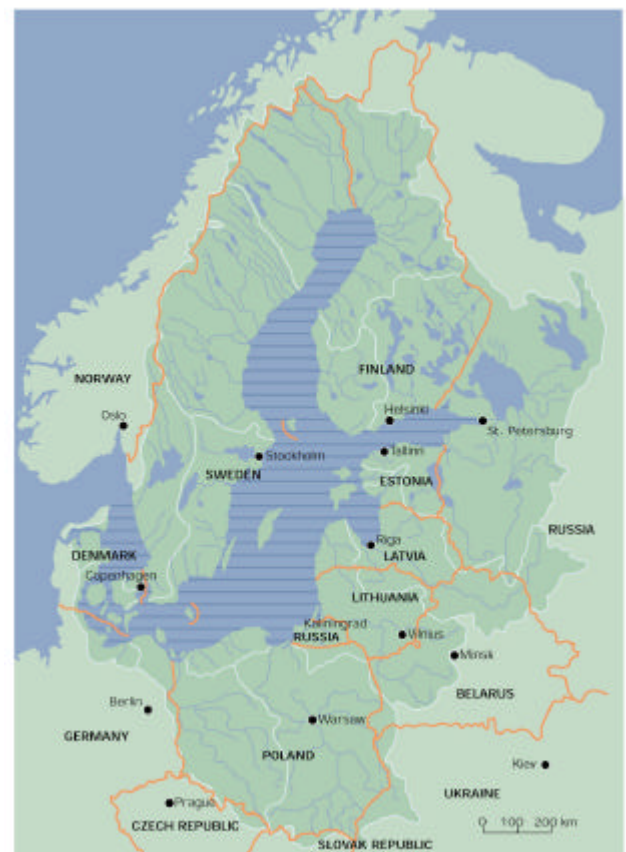 FINLAND
NORWAY
Helsinki
Oslo
St. Petersburg
Tallinn
Stockholm
SWEDEN
ESTONIA
RUSSIA
Riga
DENMARK
LATVIA
Copenhagen
LITHUANIA
Kaliningrad
RUSSIA
Vilnius
Minsk
BELARUS
Berlin
Warsaw
GERMANY
POLAND
Kiev
UKRAINE
Prague
0 100 200 km
CZECH REPUBLIC
SLOVAK REPUBLIC